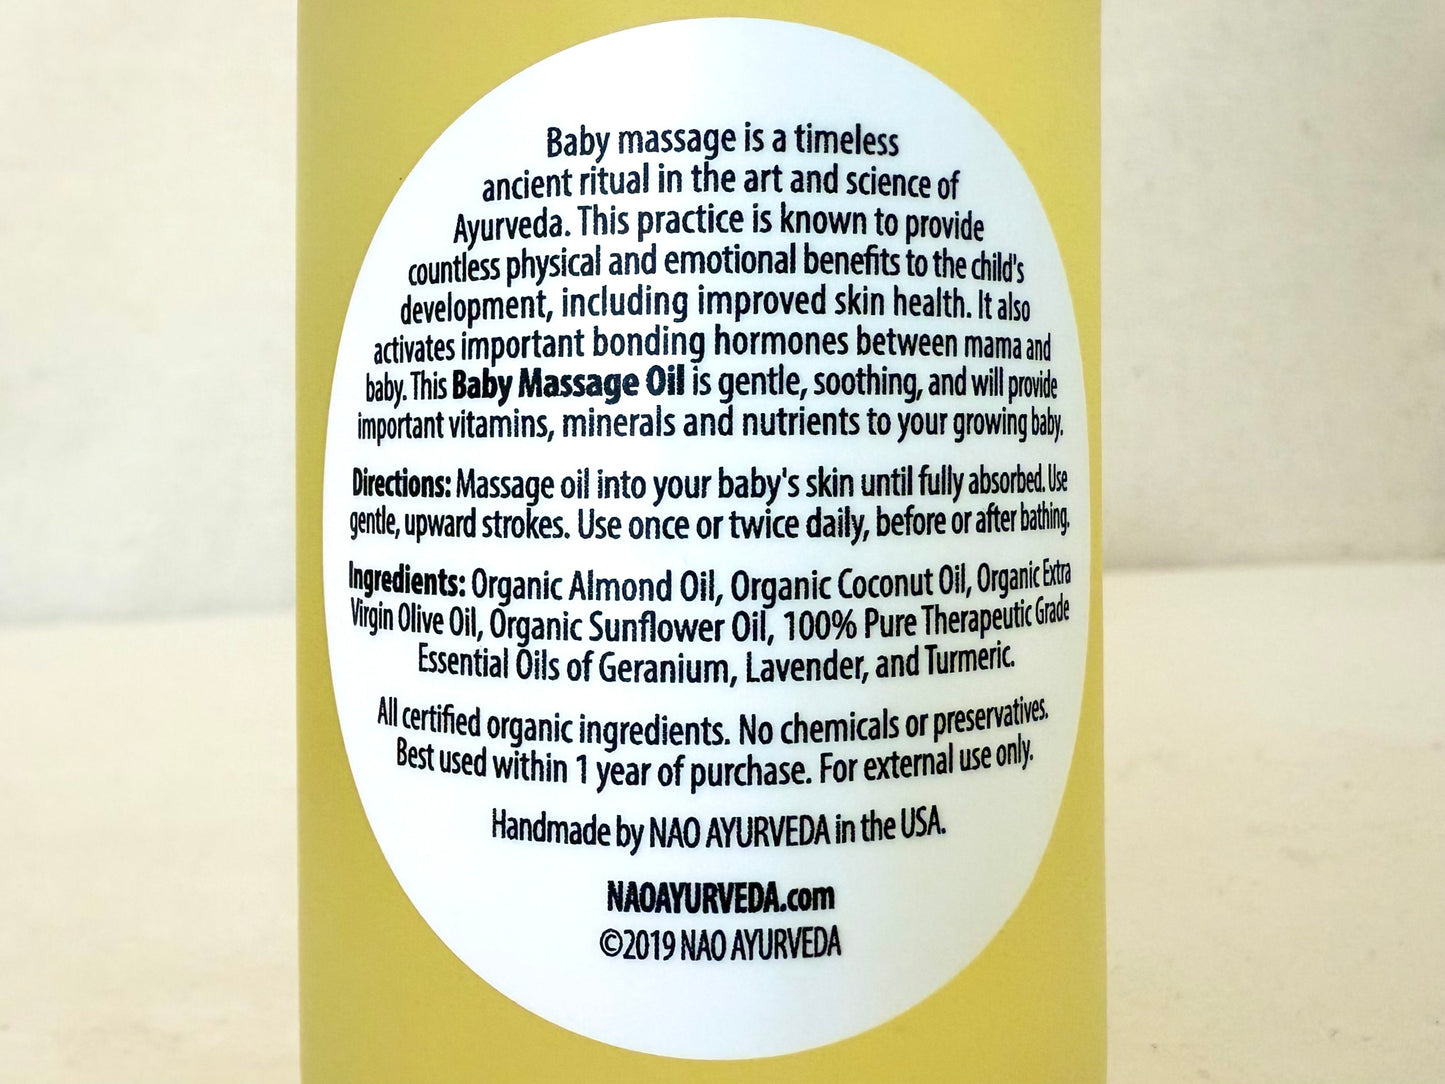 Baby massage is a timeless
ancient ritual in the art and science of
Ayurveda. This practice is known to provide
countless physical and emotional benefits to the child's
development, including improved skin health. It also
activates important bonding hormones between mama and
baby. This Baby Massage Oil is gentle, soothing, and will provide
important vitamins, minerals and nutrients to your growing baby.
Directions: Massage oil into your baby's skin until fully absorbed. Use
gentle, upward strokes. Use once or twice daily, before or after bathing.
Ingredients: Organic Almond Oil, Organic Coconut Oil, Organic Extra
Virgin Olive Oil, Organic Sunflower Oil, 100% Pure Therapeutic Grade
Essential Oils of Geranium, Lavender, and Turmeric.
All certified organic ingredients. No chemicals or preservatives.
Best used within 1 year of purchase. For external use only.
Handmade by NAO AYURVEDA in the USA.
NAOAYURVEDA.com
©2019 NAO AYURVEDA